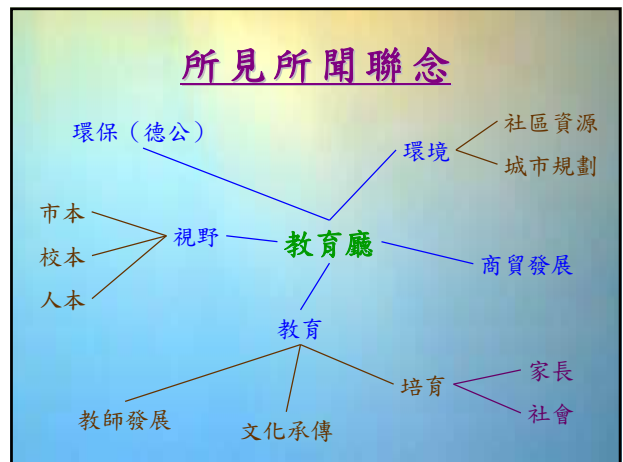 所見所聞聯念
環保（德公）
環境
社區資源
城市規劃
市本
校本
人本
視野
教育廳
商貿發展
教育
教師發展
文化承傳
培育
家長
社會